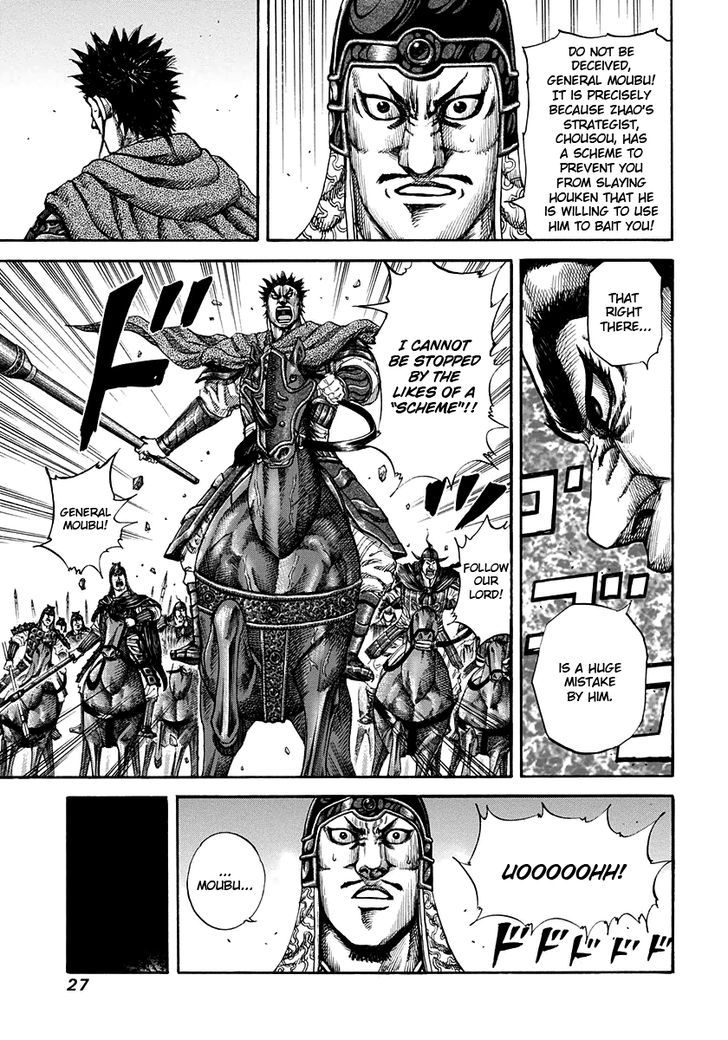 DO NOT BE
DECEIVED,
GENERAL MOUBU!
IT IS PRECISELY
BECAUSE ZHAO'S
STRATEGIST,
CHOUSOU, HAS
A SCHEME TO
PREVENT YOU
FROM SLAYING
HOUKEN THAT HE
IS WILLING TO USE
HIM TO BAIT YOU!
THAT
RIGHT
THERE...
ゴ
ゴ
ゴ
IS A HUGE
MISTAKE
BY HIM.
I CANNOT
BE STOPPED
BY THE
LIKES OF A
"SCHEME"!!
ド
ドッ
GENERAL
MOUBU!
FOLLOW
OUR
LORD!
UOOOOOHH!
ドドドドド
...
MOUBU...
27